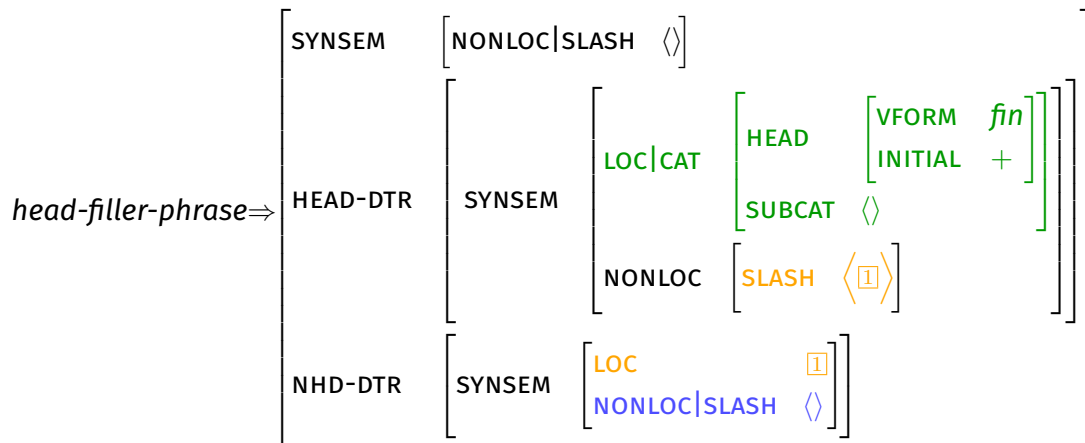 SYNSEM [NONLOC|SLASH ⟨⟩]
VFORM fin
HEAD
LOC|CAT INITIAL +
head-filler-phrase⇒ HEAD-DTR SYNSEM
SUBCAT ⟨⟩
NONLOC [SLASH ⟨1⟩]
LOC 1
NHD-DTR SYNSEM
NONLOC|SLASH ⟨⟩